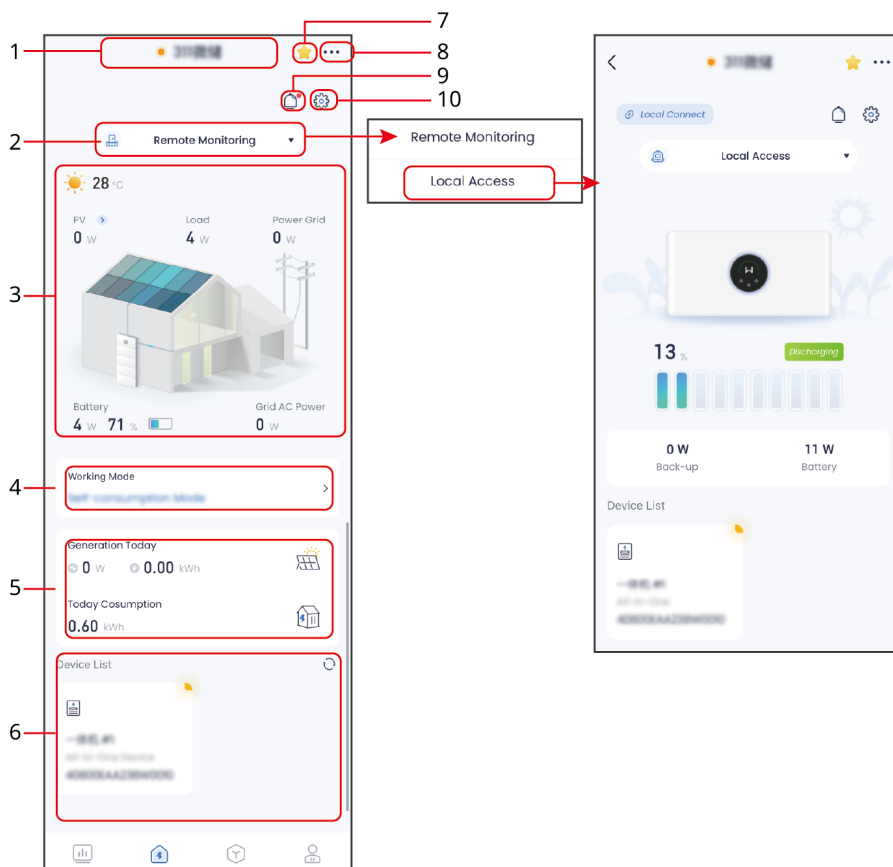 7
1
8
9
10
2
Remote Monitoring
Remote Monitoring
Local Access
28 °C
PV
Load
Power Grid
0 W
4 W
0 W
3
Battery
Grid AC Power
4 W 71 %
0 W
4
Working Mode
Self-consumption Mode
Generation Today
0 W 0.00 kWh
5
Today Cosumption
0.60 kWh
Device List
6
Local Connect
Local Access
13 %
Discharging
0 W
11 W
Back-up
Battery
Device List